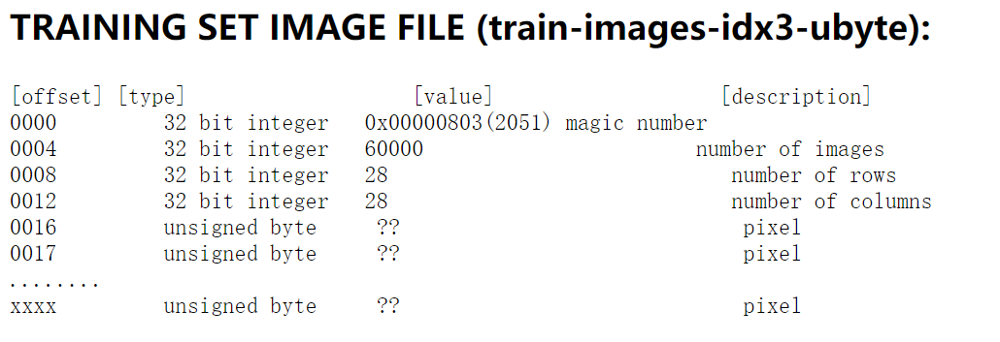 TRAINING SET IMAGE FILE (train-images-idx3-ubyte):
[offset] [type] [value] [description]
0000 32 bit integer 0x00000803(2051) magic number
0004 32 bit integer 60000 number of images
0008 32 bit integer 28 number of rows
0012 32 bit integer 28 number of columns
0016 unsigned byte ?? pixel
0017 unsigned byte ?? pixel
........
xxxx unsigned byte ?? pixel